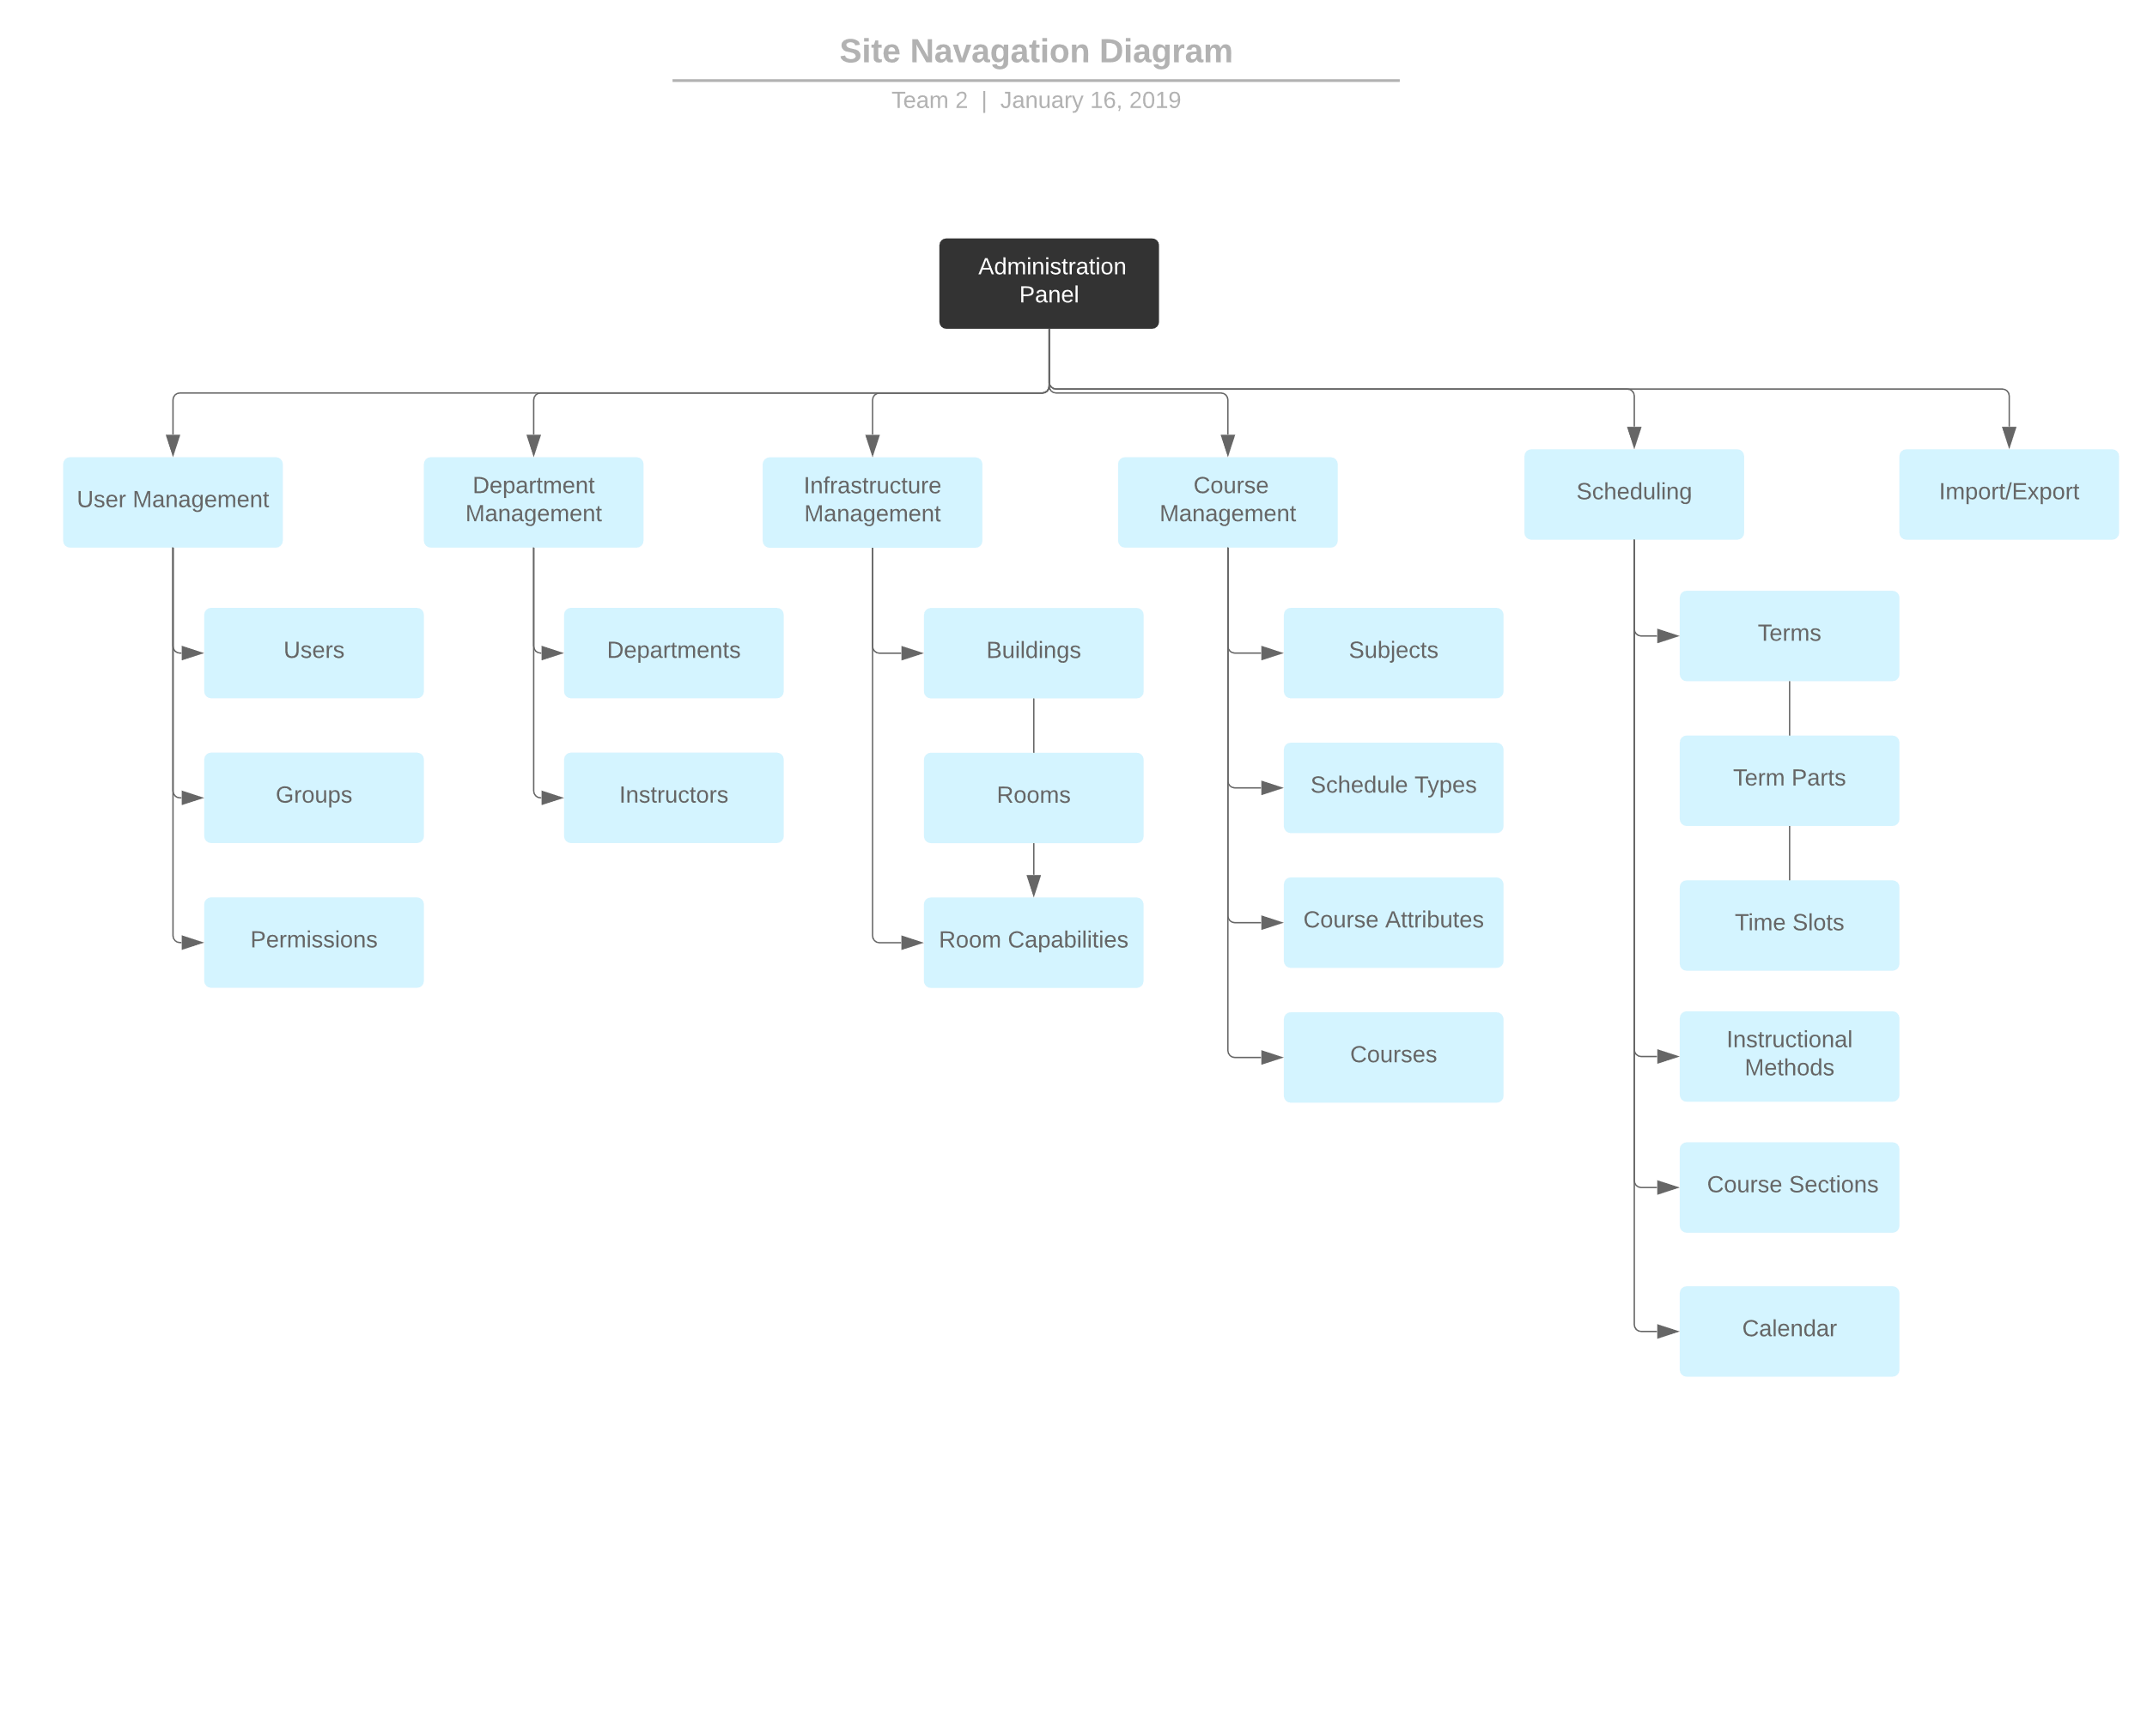 Site Navagation Diagram
Team 2 | January 16, 2019
Administration
Panel
User Management
Department
Management
Infrastructure
Management
Course
Management
Scheduling
Import/Export
Users
Groups
Permissions
Departments
Instructors
Buildings
Rooms
Room Capabilities
Subjects
Schedule Types
Course Attributes
Courses
Terms
Term Parts
Time Slots
Instructional
Methods
Course Sections
Calendar